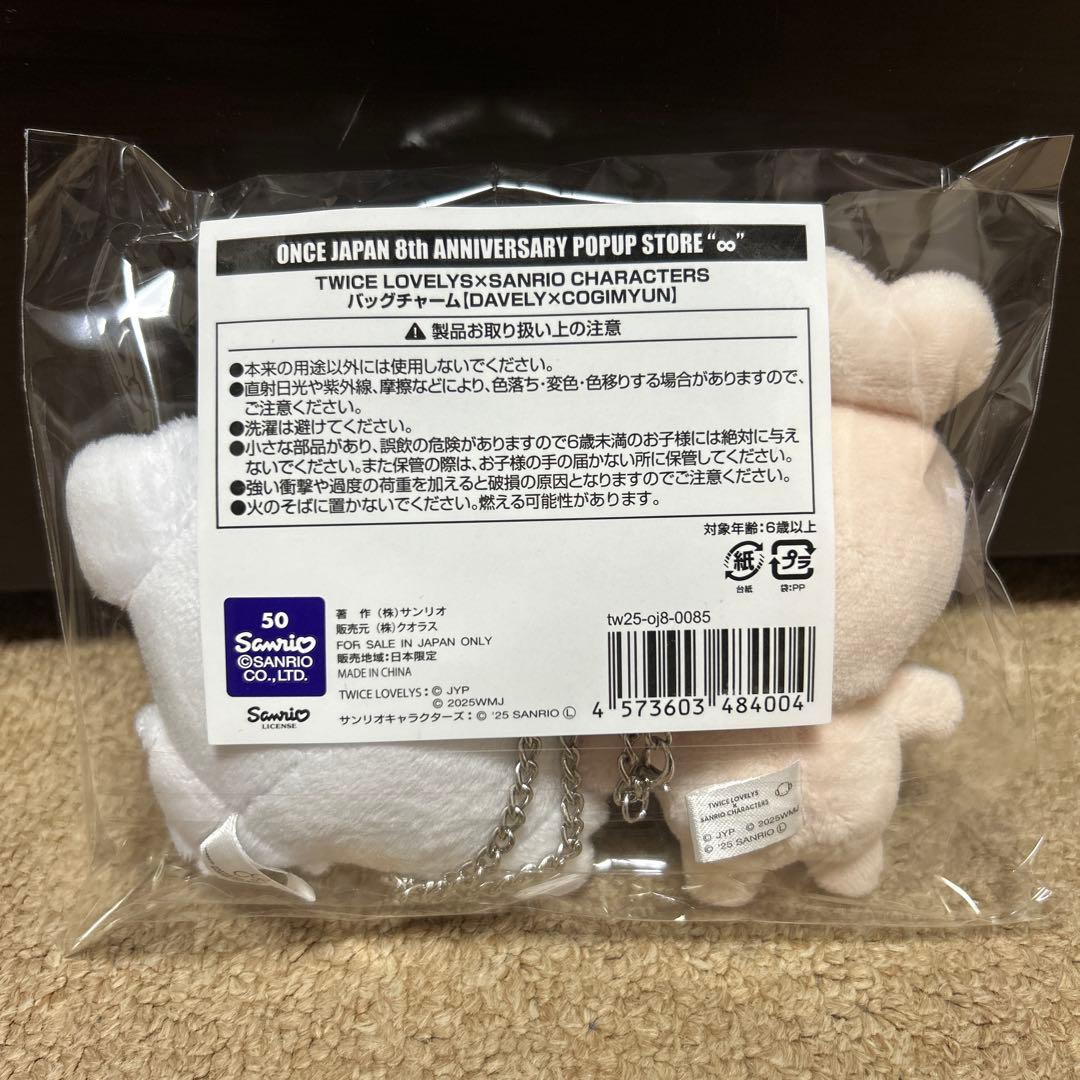 ONCE JAPAN 8th ANNIVERSARY POPUP STORE “∞”
TWICE LOVELYS×SANRIO CHARACTERS
バッグチャーム【DAVELY×COGIMYUN】
⚠ 製品お取り扱い上の注意
●本来の用途以外には使用しないでください。
●直射日光や紫外線、摩擦などにより、色落ち・変色・色移りする場合がありますので、
ご注意ください。
●洗濯は避けてください。
●小さな部品があり、誤飲の危険がありますので6歳未満のお子様には絶対に与え
ないでください。また保管の際は、お子様の手の届かない所に保管してください。
●強い衝撃や過度の荷重を加えると破損の原因となりますのでご注意ください。
●火のそばに置かないでください。燃える可能性があります。
対象年齢:6歳以上
紙 プラ
台紙 袋:PP
50
Sanrio
©SANRIO
CO.,LTD.
Sanrio
LICENSE
著 作 (株)サンリオ
販売元 (株)クオラス
FOR SALE IN JAPAN ONLY
販売地域:日本限定
MADE IN CHINA
TWICE LOVELYS:© JYP
© 2025WMJ
サンリオキャラクターズ:© '25 SANRIO Ⓛ
tw25-oj8-0085
4 573603 484004
TWICE LOVELYS
×
SANRIO CHARACTERS
© JYP © 2025WMJ
© '25 SANRIO Ⓛ